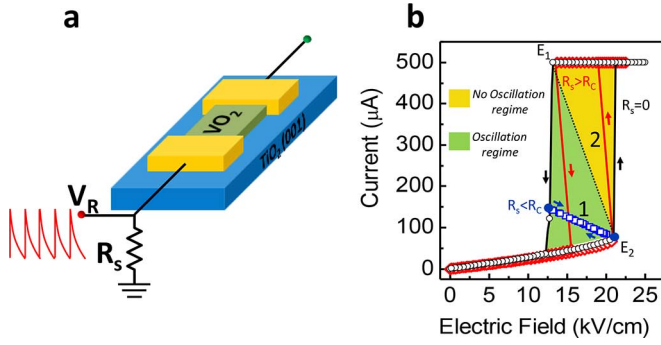 a
VO₂
TiO₂ (001)
V_R
R_s
b
Current (μA)
500
400
300
200
100
0
E₁
R_s>R_C
R_s=0
No Oscillation
regime
Oscillation
regime
2
R_s<R_C
1
E₂
0 5 10 15 20 25
Electric Field (kV/cm)